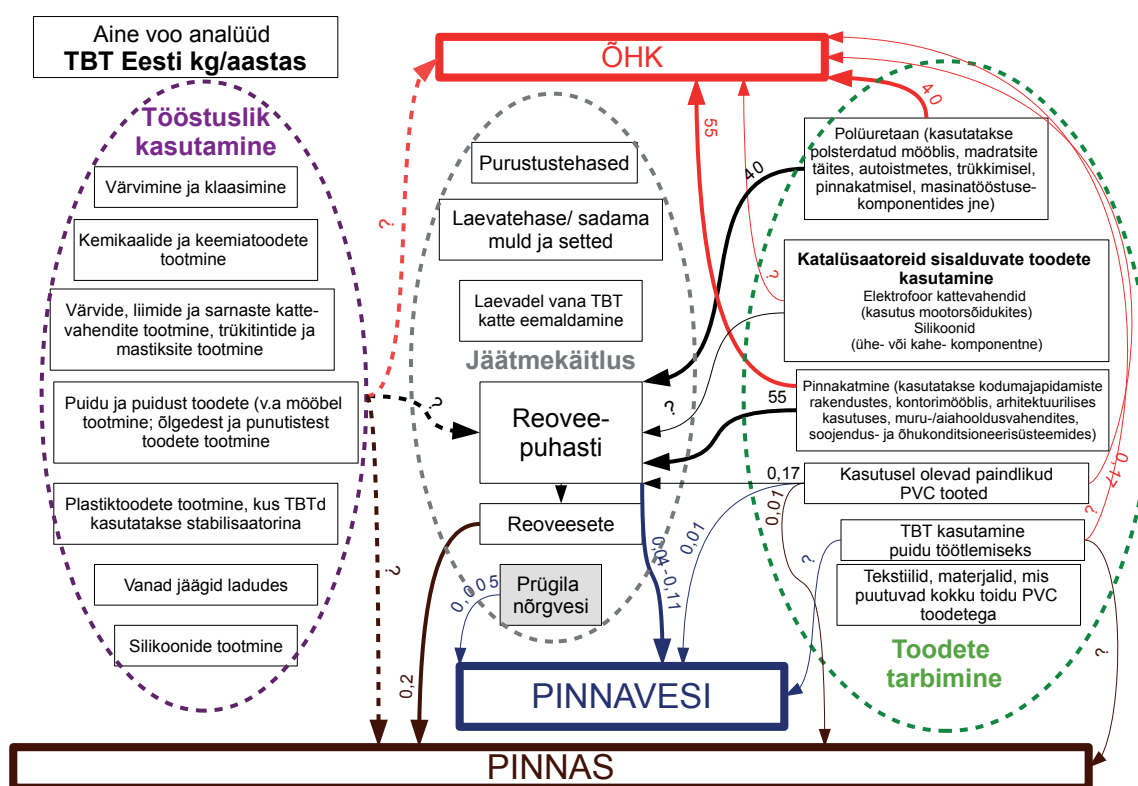 Aine voo analüüd
TBT Eesti kg/aastas
ÕHK
Tööstuslik
kasutamine
Värvimine ja klaasimine
Kemikaalide ja keemiatoodete
tootmine
Värvide, liimide ja sarnaste katte-
vahendite tootmine, trükitintide ja
mastiksite tootmine
Puidu ja puidust toodete (v.a mööbel
tootmine; õlgedest ja punutistest
toodete tootmine
Plastiktoodete tootmine, kus TBTd
kasutatakse stabilisaatorina
Vanad jäägid ladudes
Silikoonide tootmine
?
?
?
Purustustehased
Laevatehase/ sadama
muld ja setted
Laevadel vana TBT
katte eemaldamine
Jäätmekäitlus
Reovee-
puhasti
Reoveesete
Prügila
nõrgvesi
55
40
40
?
?
55
0,17
0,01
0,01
0,04-0,11
0,005
0,2
?
0,17
?
?
Polüuretaan (kasutatakse
polsterdatud mööblis, madratsite
täites, autoistmetes, trükkimisel,
pinnakatmisel, masinatööstuse-
komponentides jne)
Katalüsaatoreid sisalduvate toodete
kasutamine
Elektrofoor kattevahendid
(kasutus mootorsõidukites)
Silikoonid
(ühe- või kahe- komponentne)
Pinnakatmine (kasutatakse kodumajapidamiste
rakendustes, kontorimööblis, arhitektuurilises
kasutuses, muru-/aiahooldusvahendites,
soojendus- ja õhukonditsioneerisüsteemides)
Kasutusel olevad paindlikud
PVC tooted
TBT kasutamine
puidu töötlemiseks
Tekstiilid, materjalid, mis
puutuvad kokku toidu PVC
toodetega
Toodete
tarbimine
PINNAVESI
PINNAS